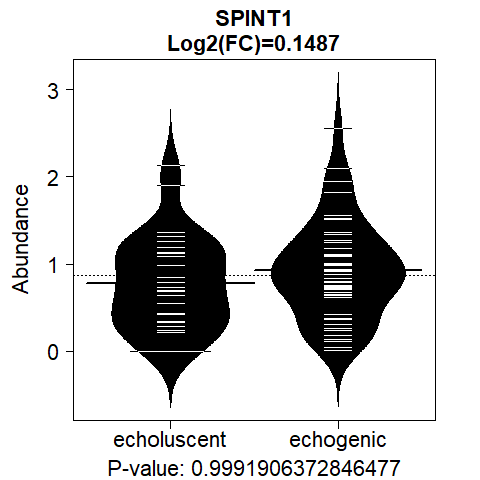 SPINT1
Log2(FC)=0.1487
Abundance
3
2
1
0
echoluscent echogenic
P-value: 0.9991906372846477